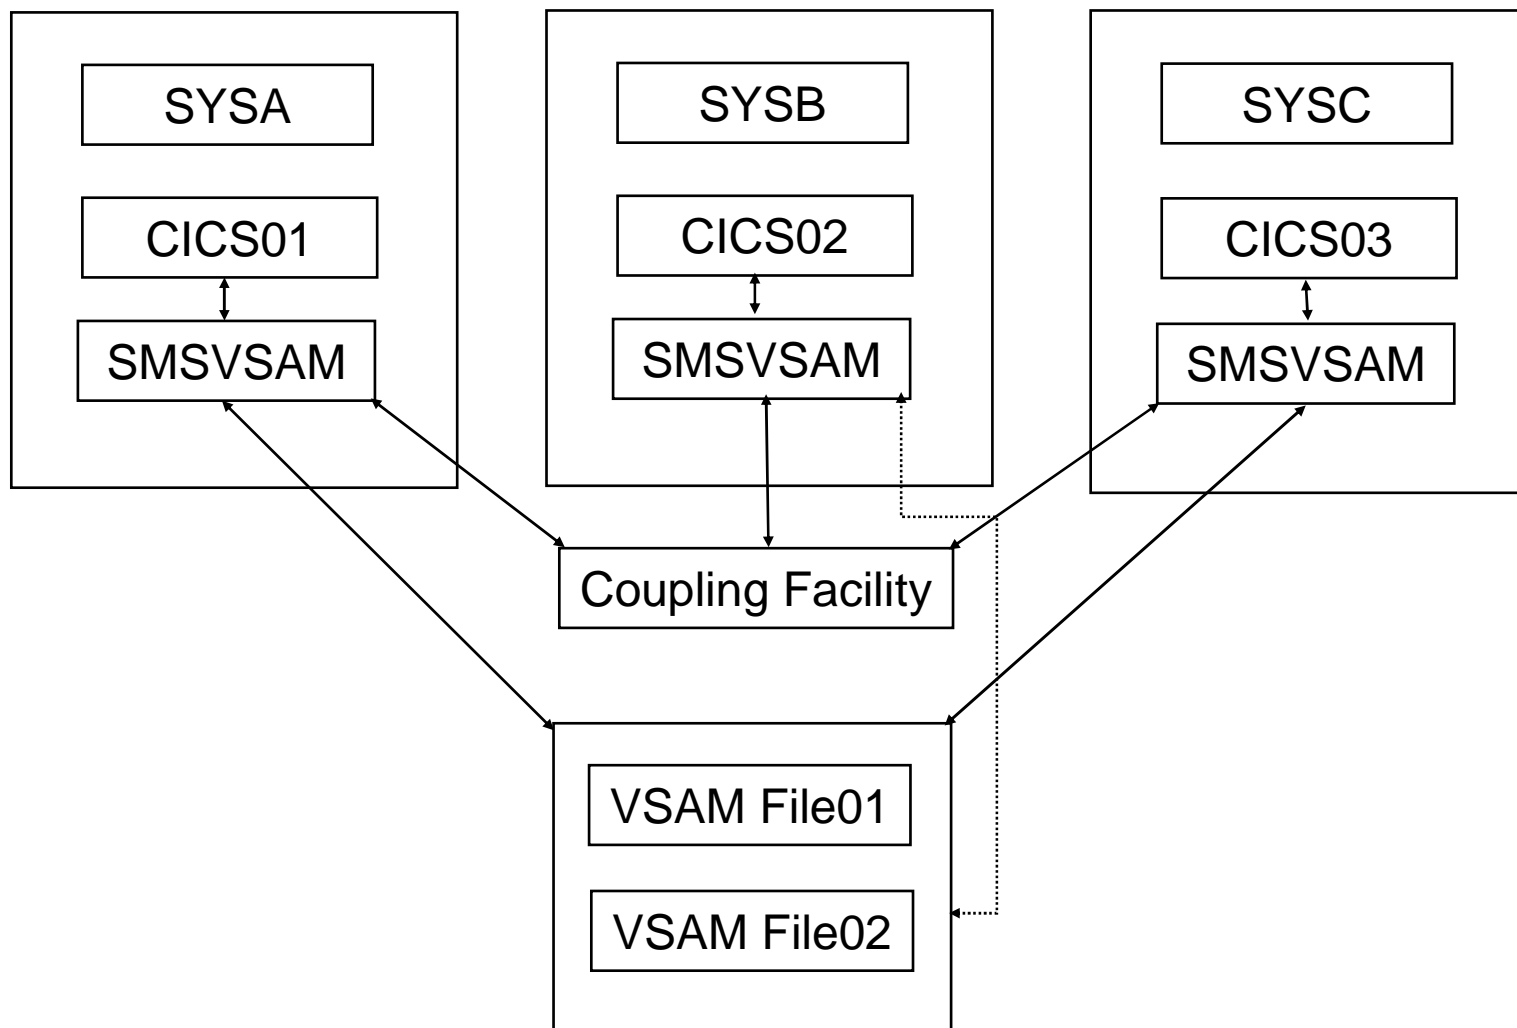 SYSA
SYSB
SYSC
CICS01
CICS02
CICS03
SMSVSAM
SMSVSAM
SMSVSAM
Coupling Facility
VSAM File01
VSAM File02